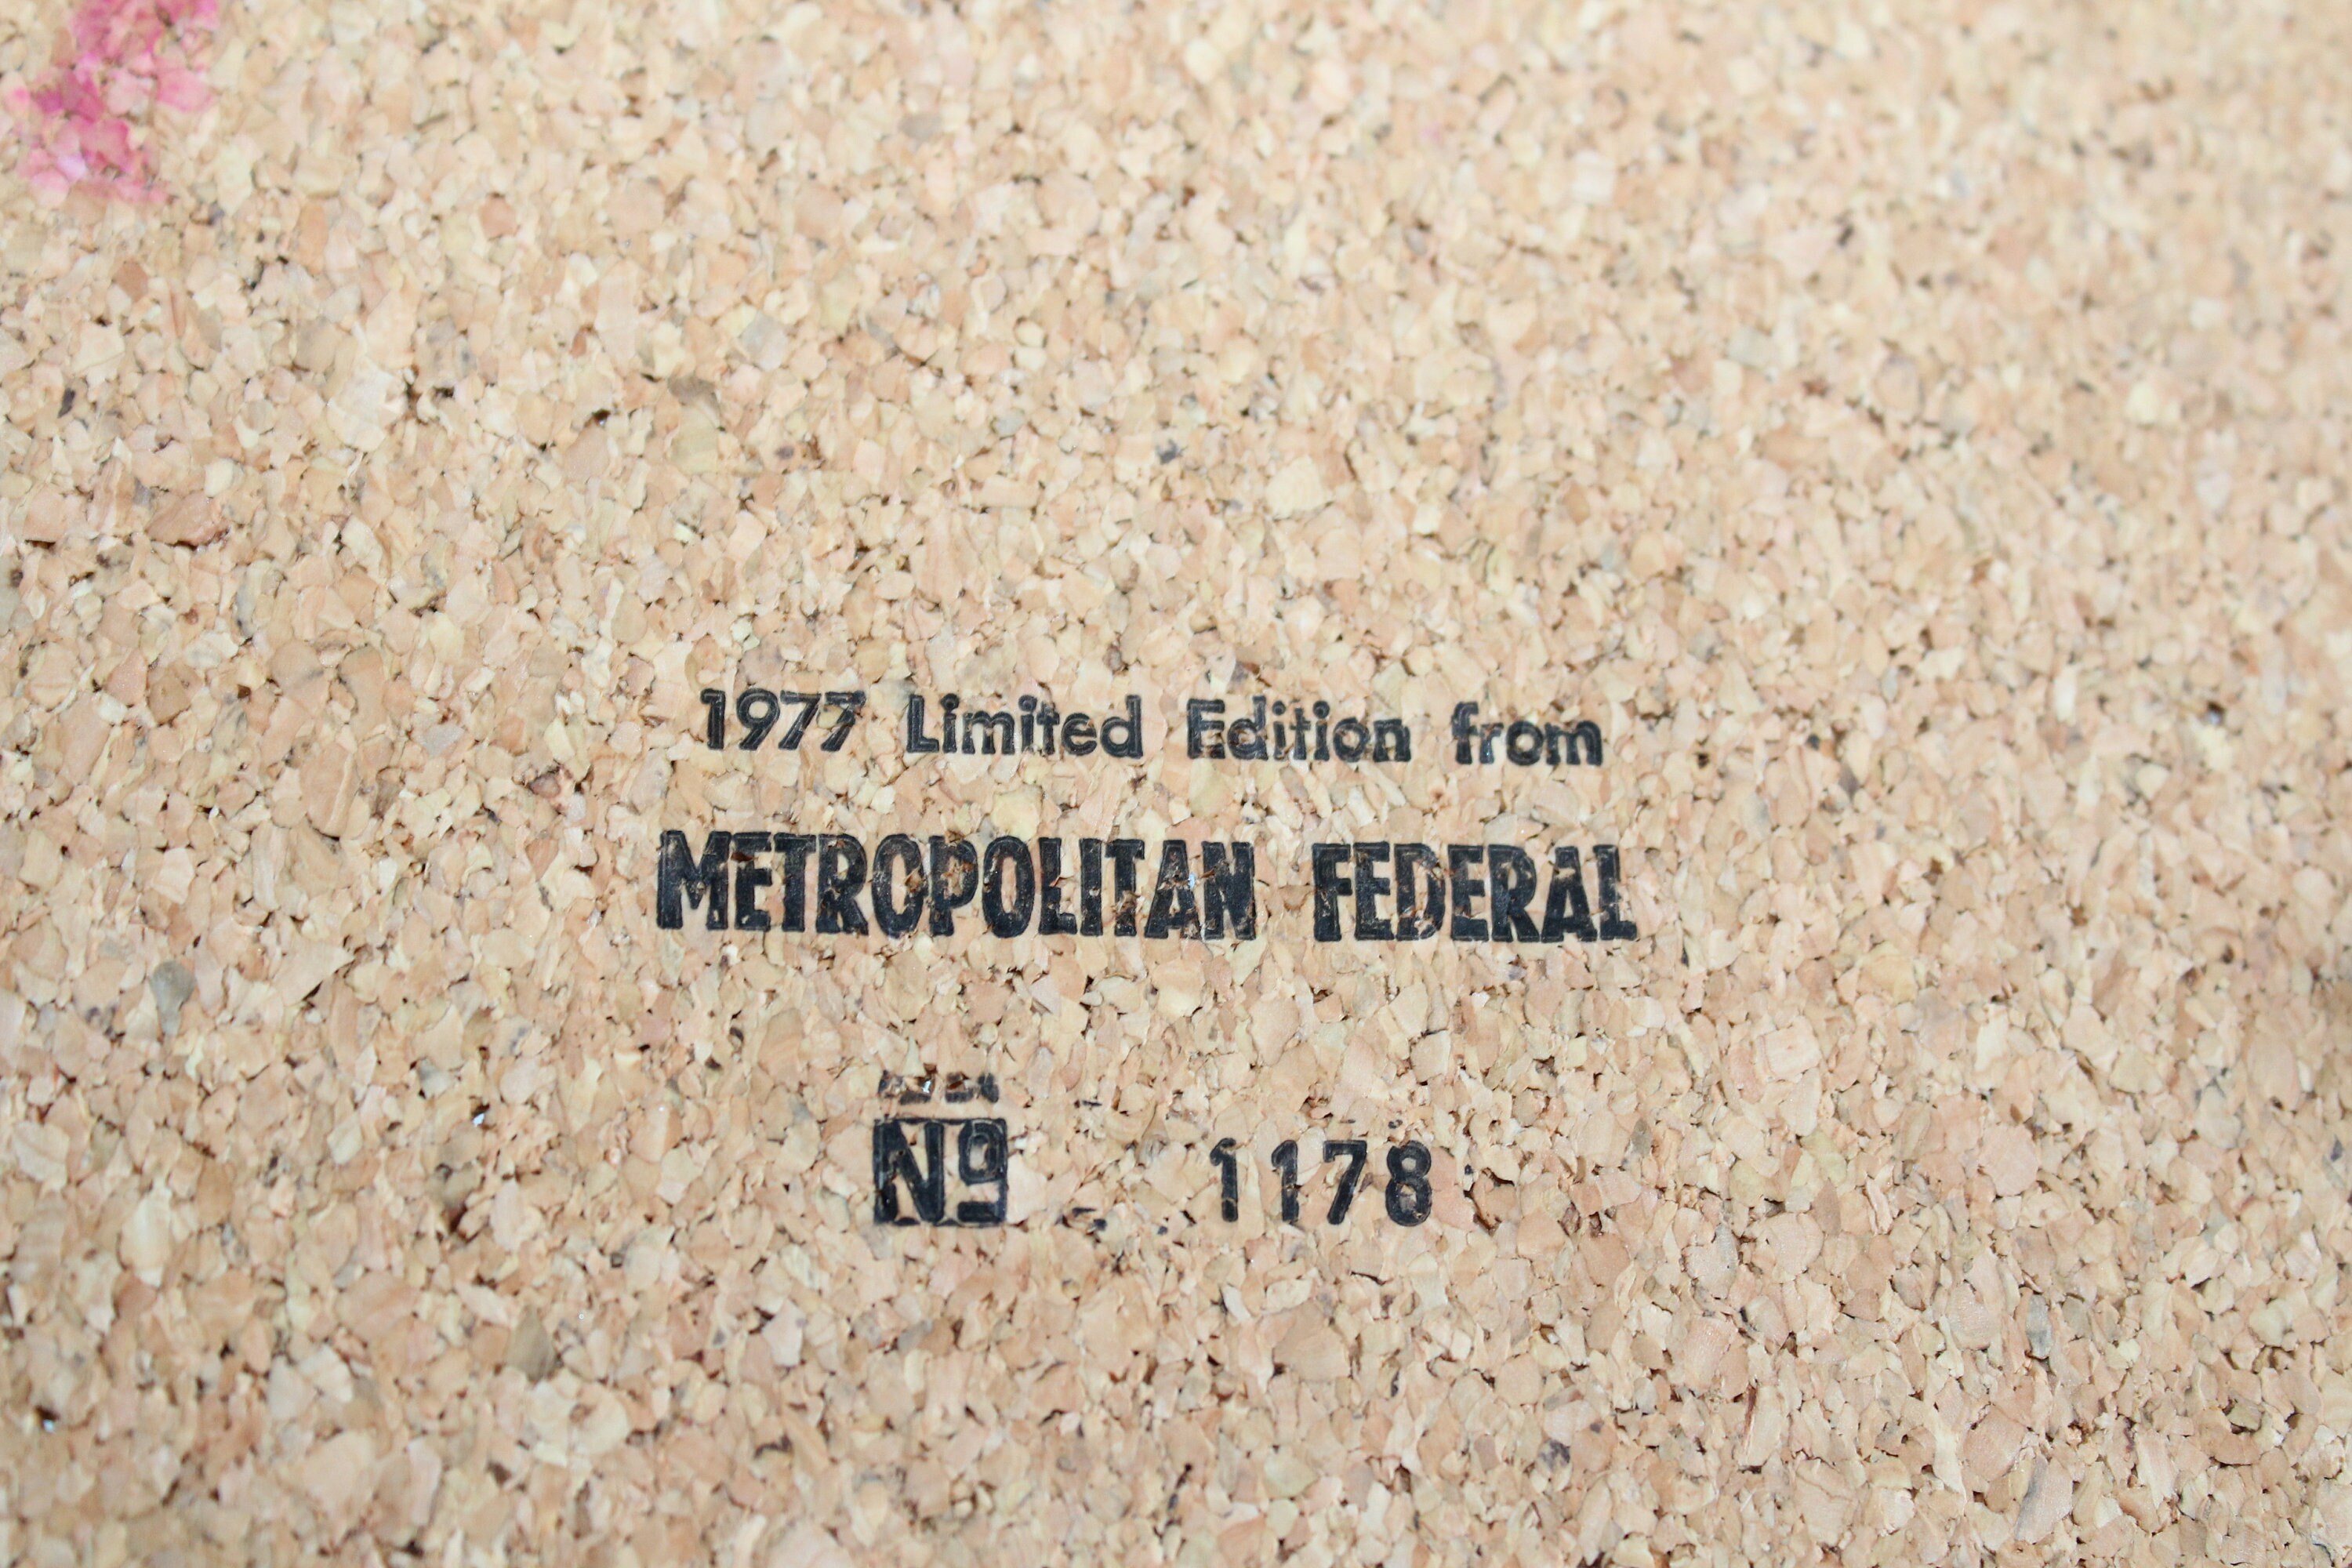 1977 Limited Edition from
METROPOLITAN FEDERAL
Nº 1178